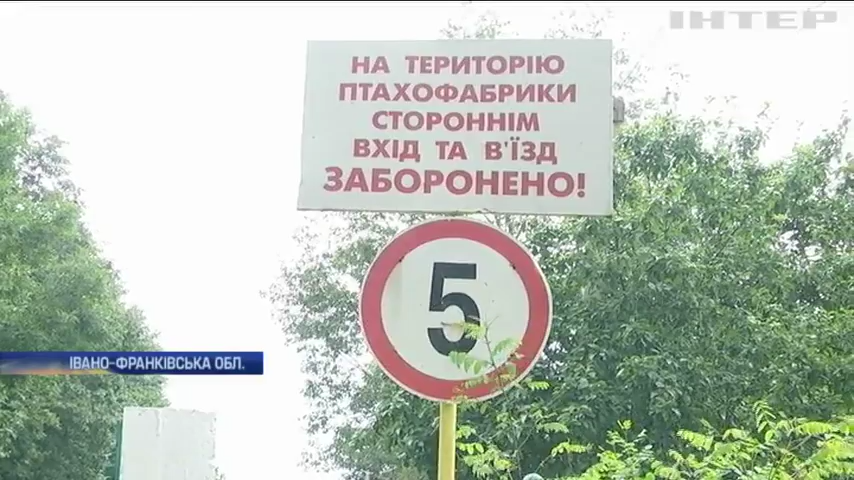 ІНТЕР
НА ТЕРИТОРІЮ
ПТАХОФАБРИКИ
СТОРОННІМ
ВХІД ТА В'ЇЗД
ЗАБОРОНЕНО!
5
ІВАНО-ФРАНКІВСЬКА ОБЛ.